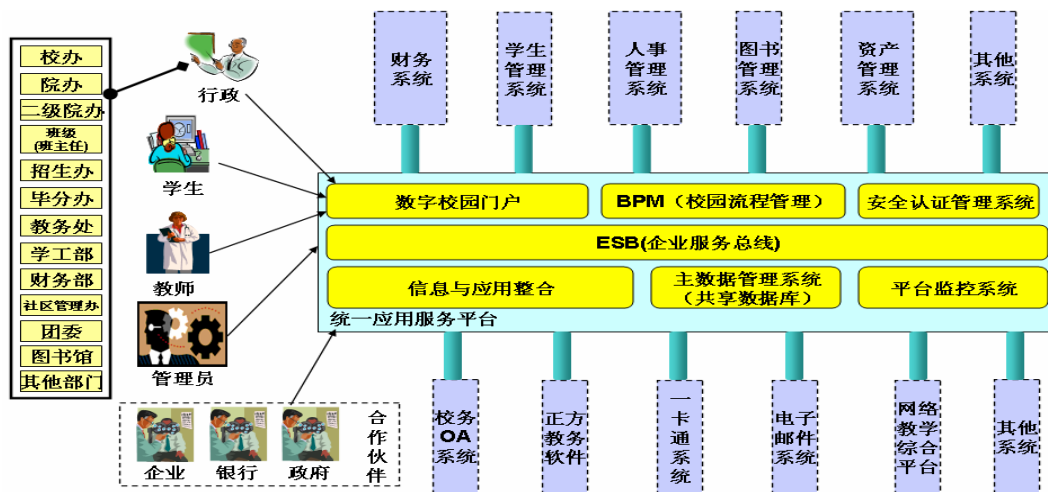 校办
院办
二级院办
班级
(班主任)
招生办
毕分办
教务处
学工部
财务部
社区管理办
团委
图书馆
其他部门
行政
学生
教师
管理员
企业
银行
政府
合
作
伙
伴
财务
系统
学生
管理
系统
人事
管理
系统
图书
管理
系统
资产
管理
系统
其他
系统
数字校园门户
BPM（校园流程管理）
安全认证管理系统
ESB(企业服务总线)
信息与应用整合
主数据管理系统
（共享数据库）
平台监控系统
统一应用服务平台
校务
OA
系统
正方
教务
软件
一
卡
通
系
统
电子
邮件
系统
网络
教学
综合
平台
其他
系统